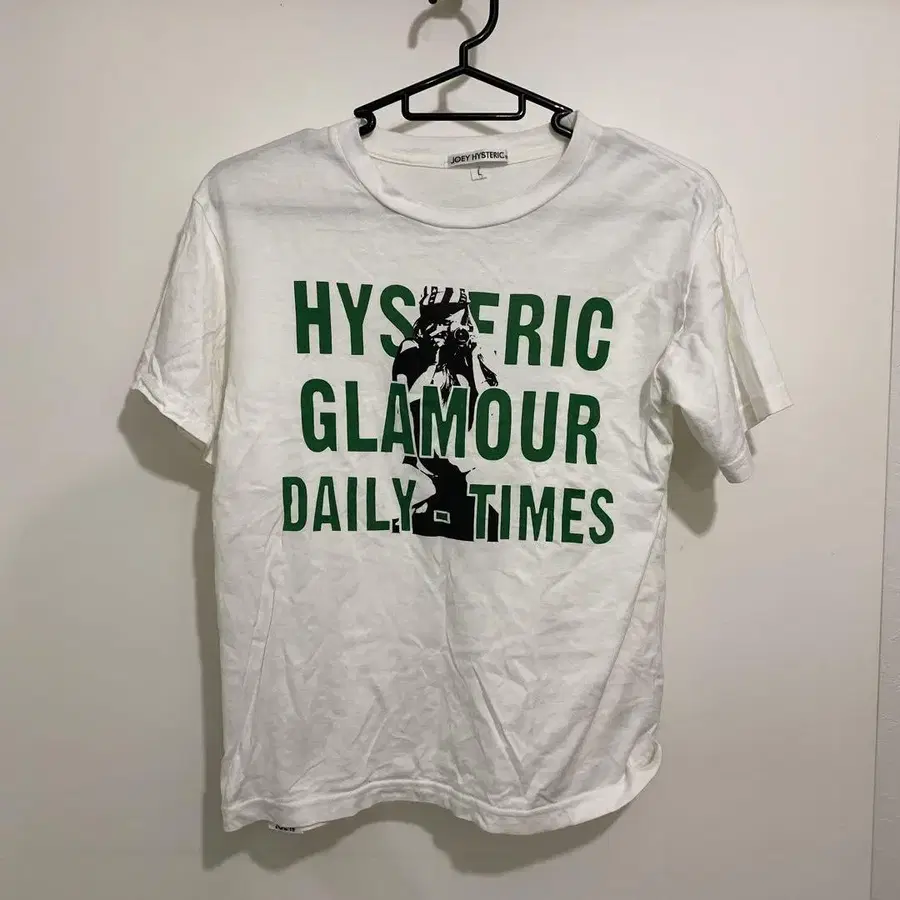 JOEY HYSTERIC
L
HYSTERIC
GLAMOUR
DAILY TIMES